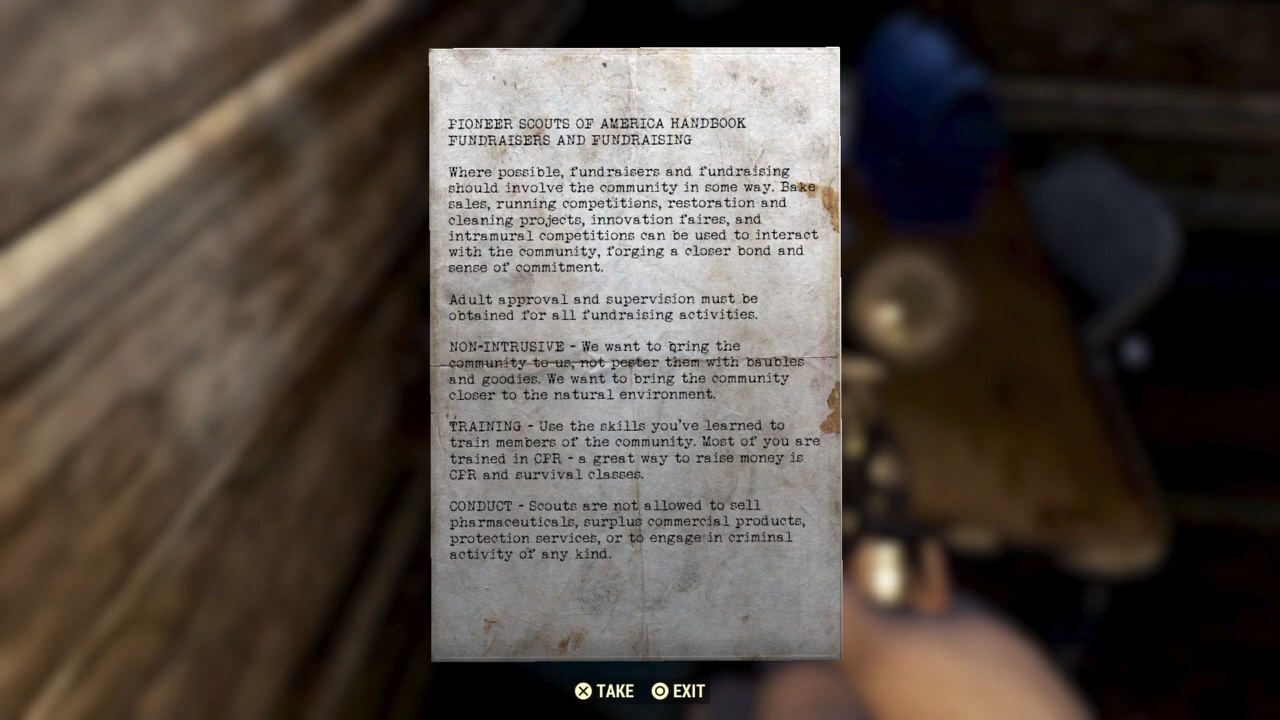 PIONEER SCOUTS OF AMERICA HANDBOOK
FUNDRAISERS AND FUNDRAISING
Where possible, fundraisers and fundraising
should involve the community in some way. Bake
sales, running competitions, restoration and
cleaning projects, innovation faires, and
intramural competitions can be used to interact
with the community, forging a closer bond and
sense of commitment.
Adult approval and supervision must be
obtained for all fundraising activities.
NON-INTRUSIVE - We want to bring the
community to us, not pester them with baubles
and goodies. We want to bring the community
closer to the natural environment.
TRAINING - Use the skills you've learned to
train members of the community. Most of you are
trained in CPR - a great way to raise money is
CPR and survival classes.
CONDUCT - Scouts are not allowed to sell
pharmaceuticals, surplus commercial products,
protection services, or to engage in criminal
activity of any kind.
TAKE EXIT